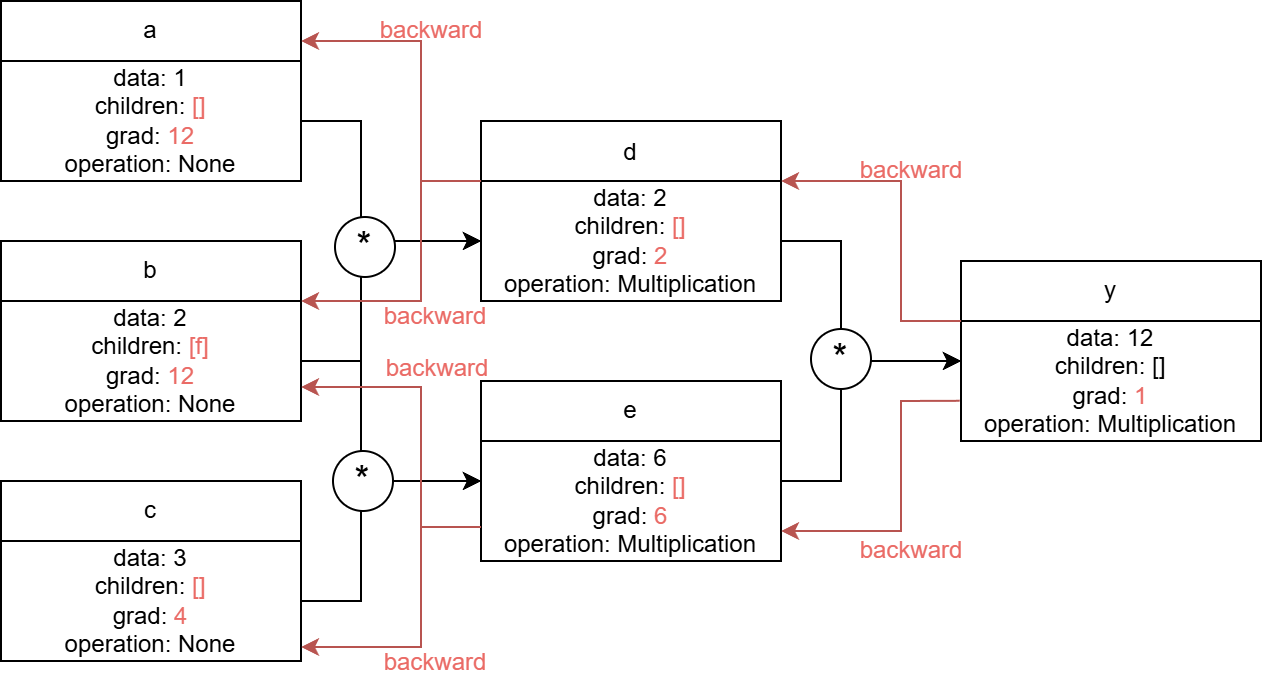 a
data: 1
children: []
grad: 12
operation: None
backward
b
data: 2
children: [f]
grad: 12
operation: None
backward
backward
c
data: 3
children: []
grad: 4
operation: None
backward
*
*
d
data: 2
children: []
grad: 2
operation: Multiplication
e
data: 6
children: []
grad: 6
operation: Multiplication
backward
*
backward
y
data: 12
children: []
grad: 1
operation: Multiplication